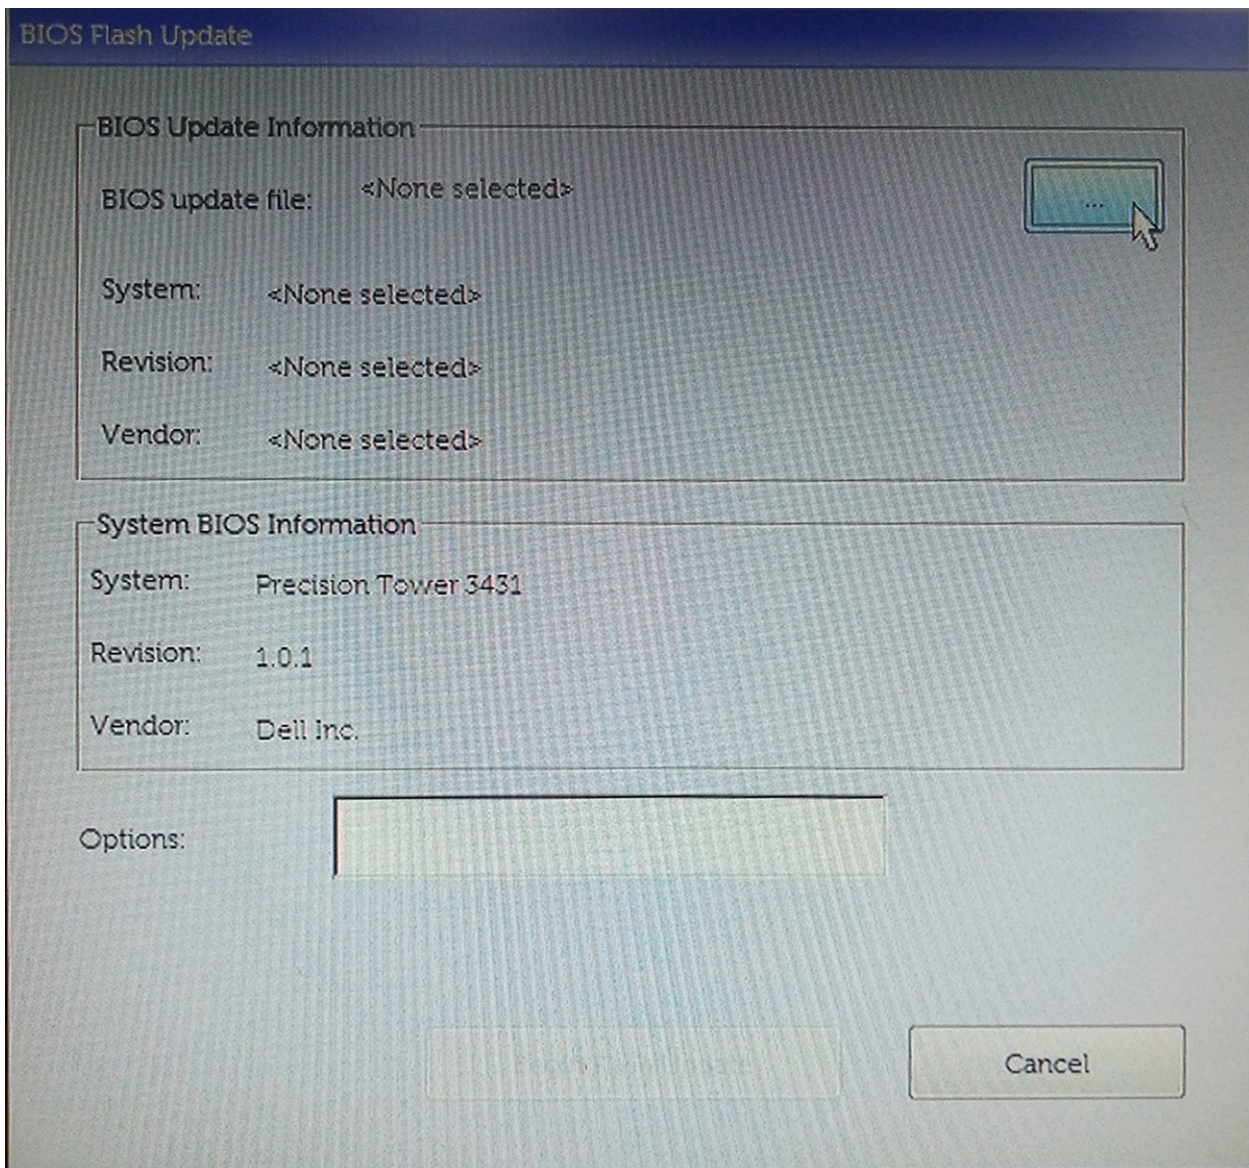 BIOS Flash Update
BIOS Update Information
BIOS update file: <None selected>
...
System: <None selected>
Revision: <None selected>
Vendor: <None selected>
System BIOS Information
System: Precision Tower 3431
Revision: 1.0.1
Vendor: Dell Inc.
Options:
Cancel